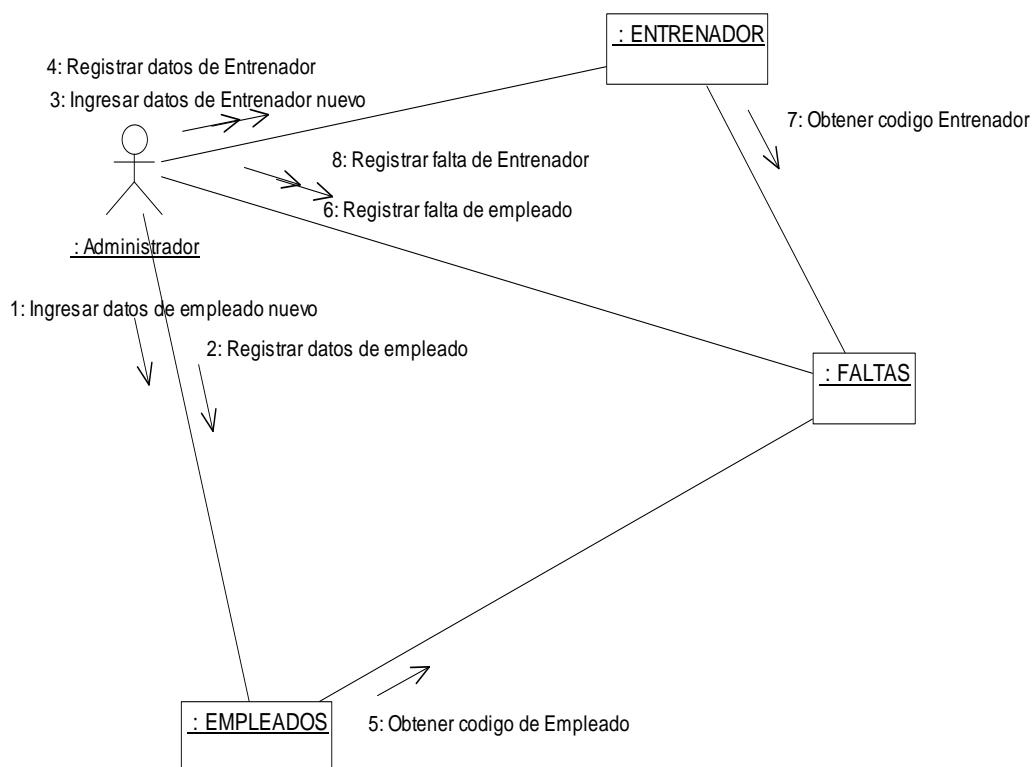 : ENTRENADOR
4: Registrar datos de Entrenador
3: Ingresar datos de Entrenador nuevo
7: Obtener codigo Entrenador
8: Registrar falta de Entrenador
6: Registrar falta de empleado
: Administrador
1: Ingresar datos de empleado nuevo
2: Registrar datos de empleado
: FALTAS
: EMPLEADOS
5: Obtener codigo de Empleado